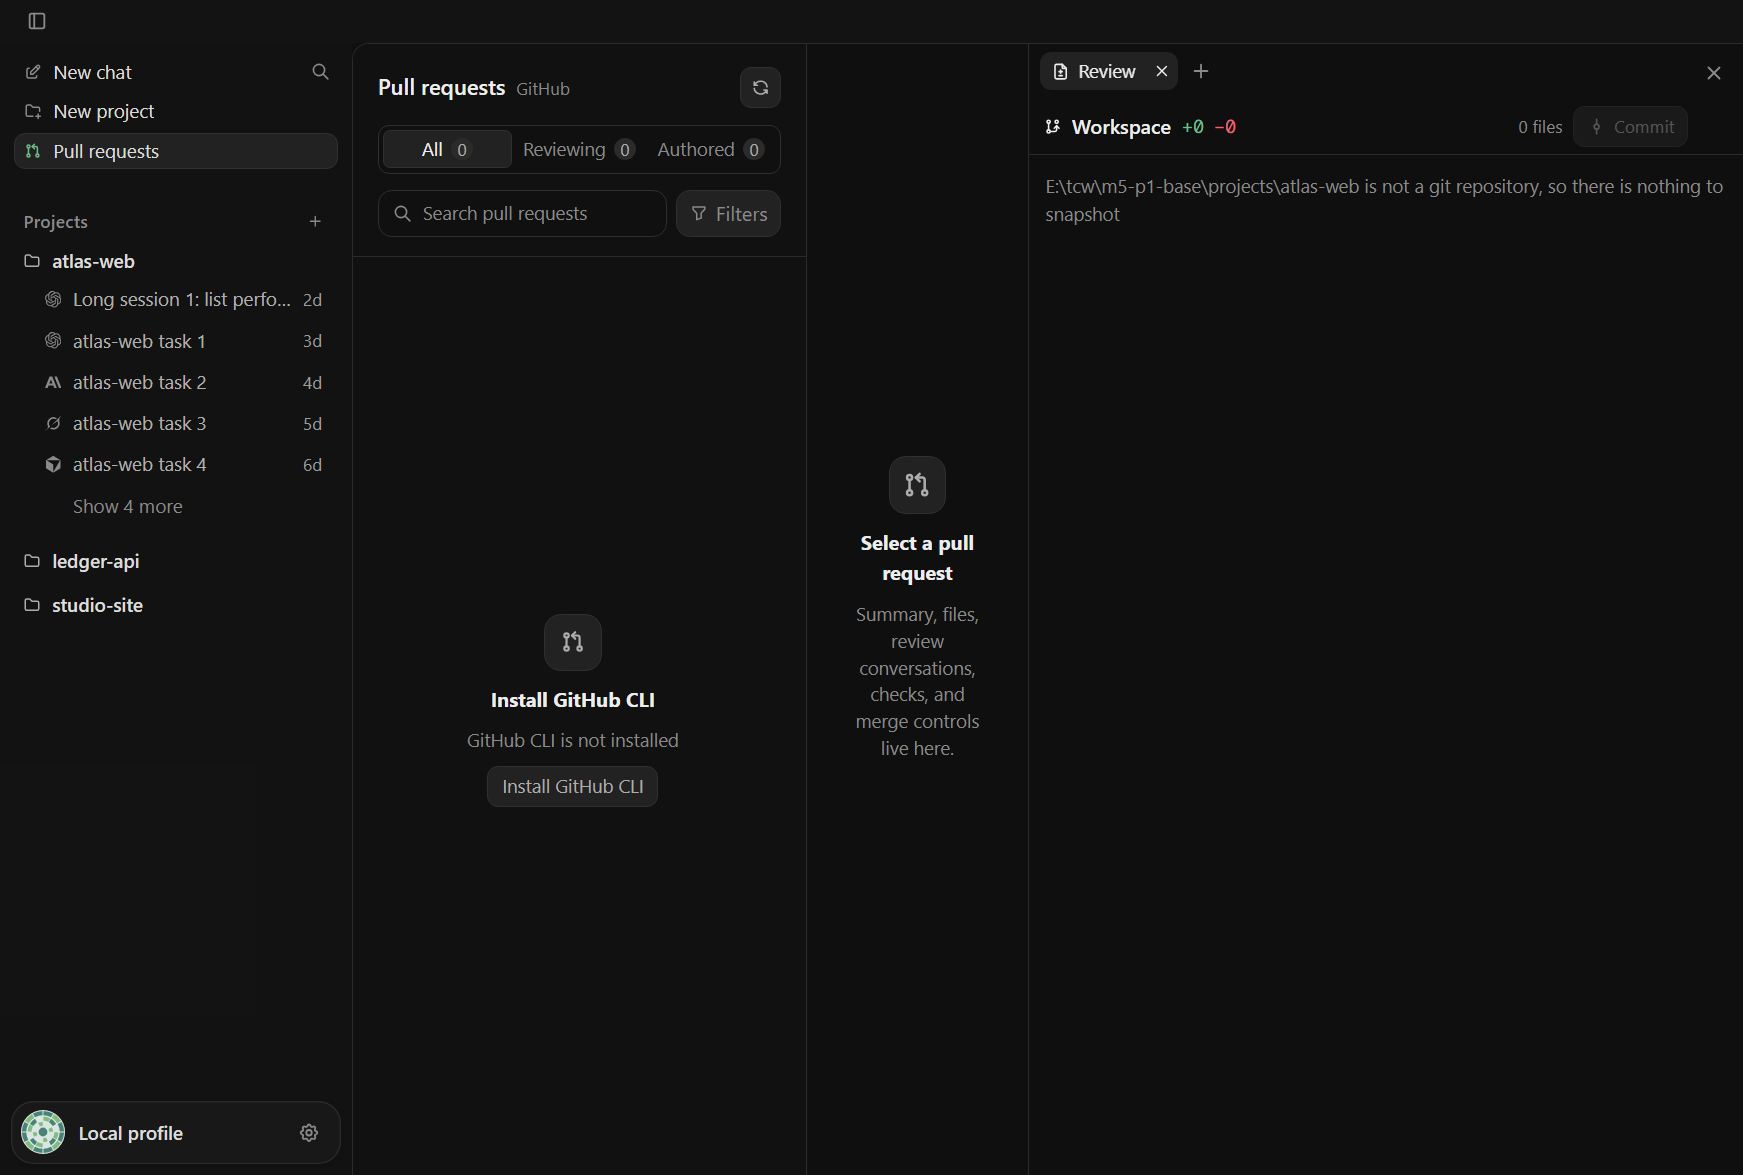 New chat
New project
Pull requests
Projects
atlas-web
Long session 1: list perfo... 2d
atlas-web task 1 3d
atlas-web task 2 4d
atlas-web task 3 5d
atlas-web task 4 6d
Show 4 more
ledger-api
studio-site
Local profile
Pull requests GitHub
All 0 Reviewing 0 Authored 0
Search pull requests Filters
Install GitHub CLI
GitHub CLI is not installed
Install GitHub CLI
Select a pull
request
Summary, files,
review
conversations,
checks, and
merge controls
live here.
Review
Workspace +0 −0 0 files Commit
E:\tcw\m5-p1-base\projects\atlas-web is not a git repository, so there is nothing to
snapshot